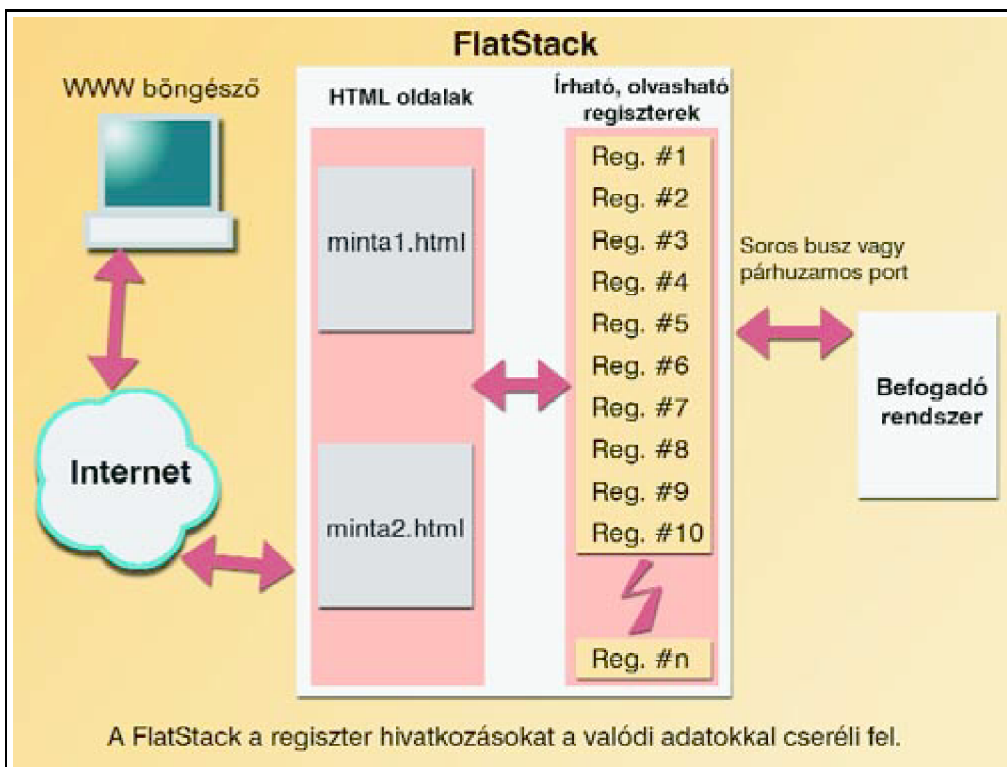 FlatStack
WWW böngésző
HTML oldalak
Írható, olvasható
regiszterek
minta1.html
minta2.html
Reg. #1
Reg. #2
Reg. #3
Reg. #4
Reg. #5
Reg. #6
Reg. #7
Reg. #8
Reg. #9
Reg. #10
Reg. #n
Soros busz vagy
párhuzamos port
Befogadó
rendszer
Internet
A FlatStack a regiszter hivatkozásokat a valódi adatokkal cseréli fel.